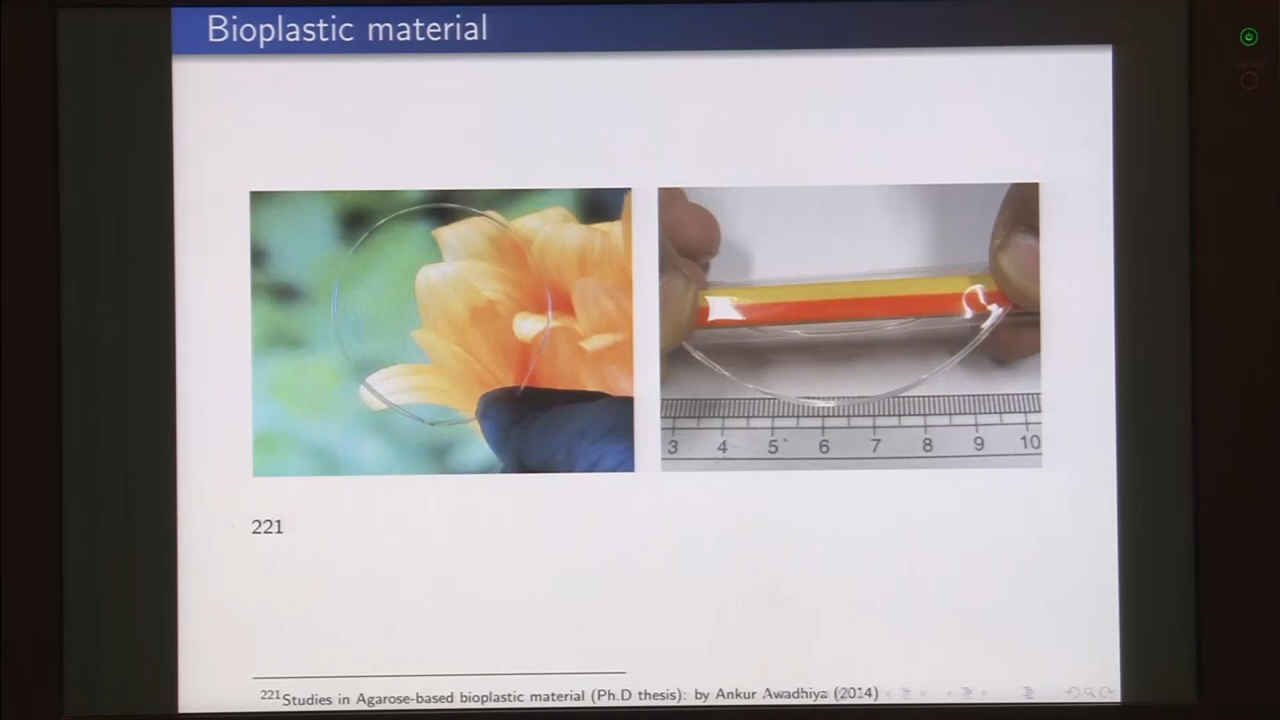 Bioplastic material
3 4 5 6 7 8 9 10
221
221Studies in Agarose-based bioplastic material (Ph.D thesis): by Ankur Awadhiya (2014)